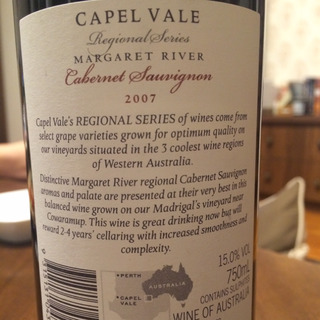 CAPEL VALE
Regional Series
MARGARET RIVER
Cabernet Sauvignon
2007
Capel Vale's REGIONAL SERIES of wines come from
select grape varieties grown for optimum quality on
our vineyards situated in the 3 coolest wine regions
of Western Australia.
Distinctive Margaret River regional Cabernet Sauvignon
aromas and palate are presented at their very best in this
balanced wine grown on our Madrigal's vineyard near
Cowaramup. This wine is great drinking now but will
reward 2-4 years' cellaring with increased smoothness and
complexity.
PERTH
AUSTRALIA
CAPEL
VALE
15.0% VOL
750ml
CONTAINS SULPHITES
WINE OF AUSTRALIA